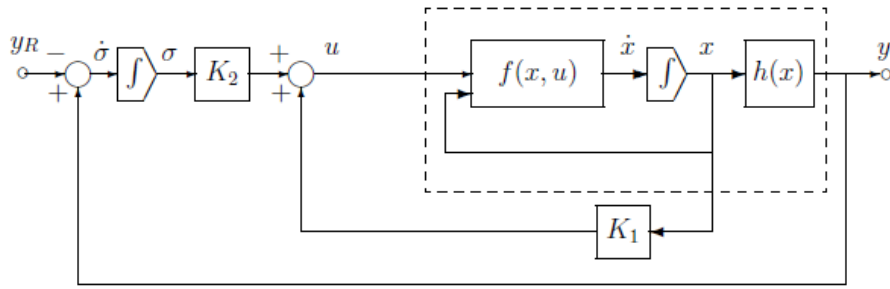 y_R − σ̇ ∫ σ K_2 + u f(x, u) ẋ ∫ x h(x) y
+ +
K_1